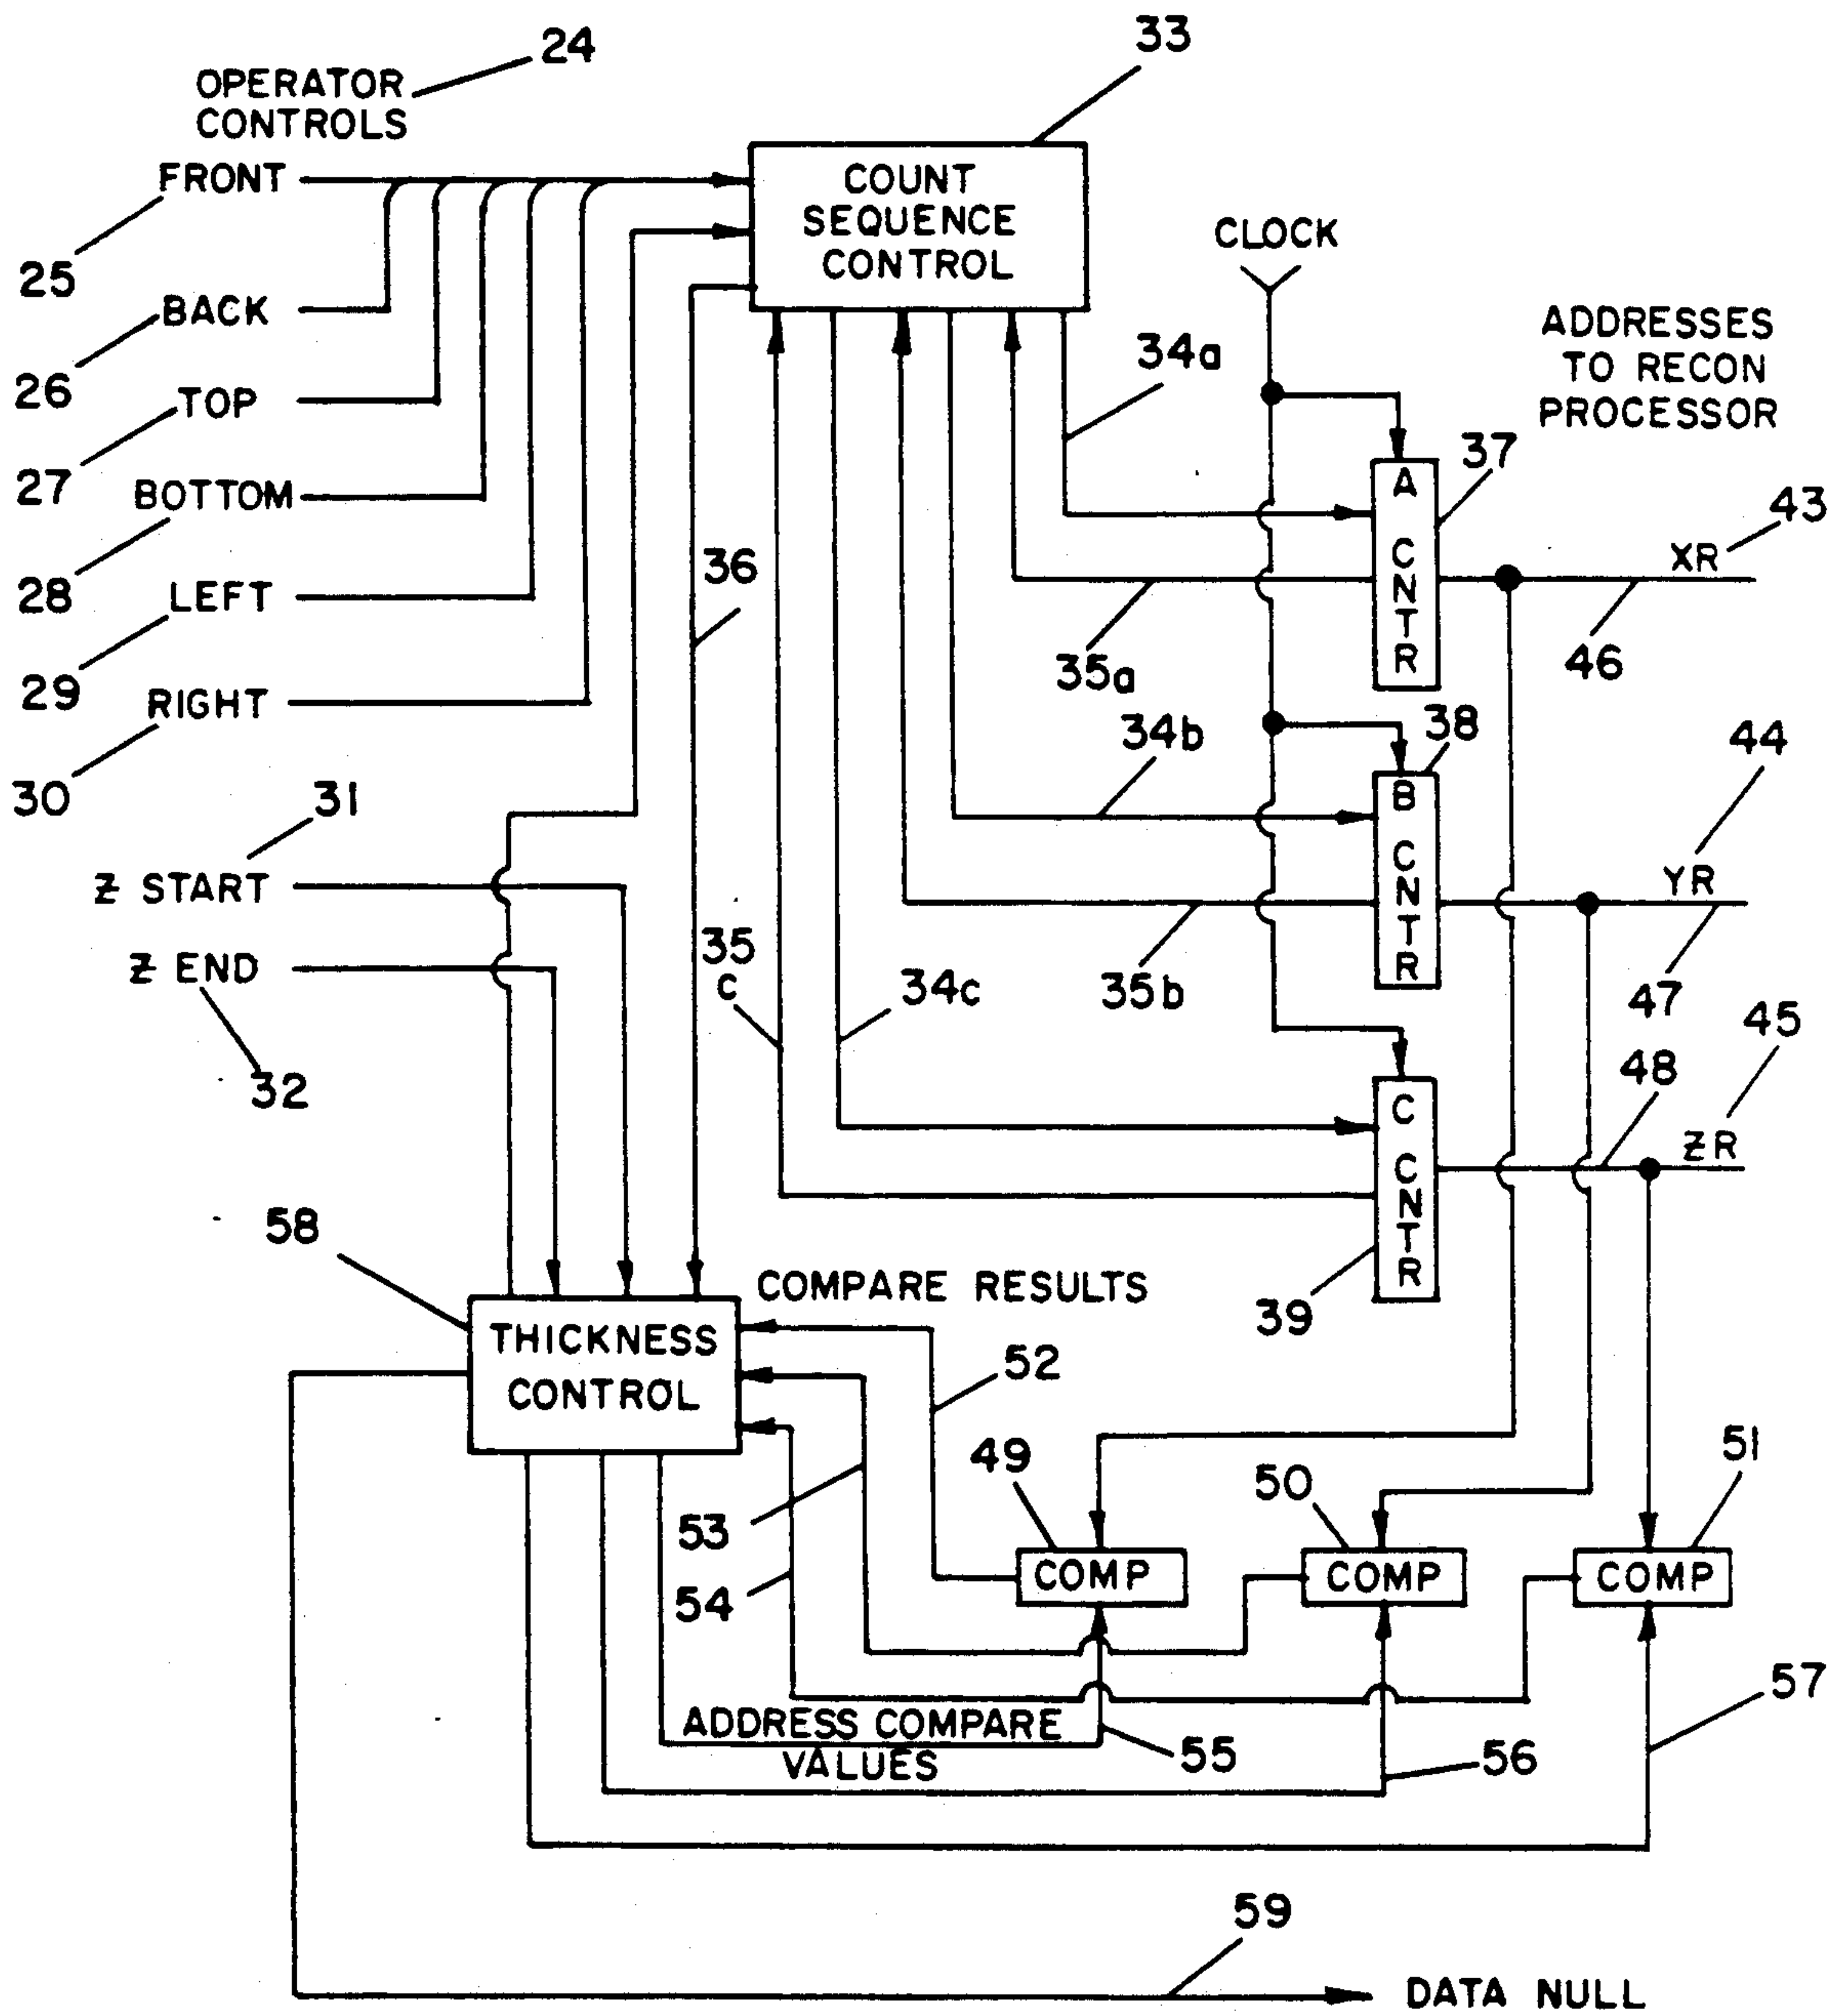 24
33
OPERATOR
CONTROLS
FRONT
COUNT
SEQUENCE
CONTROL
CLOCK
25
BACK
ADDRESSES
TO RECON
PROCESSOR
26
TOP
34a
27
BOTTOM
A
CNTR
37
43
XR
28
LEFT
36
35a
46
29
RIGHT
34b
38
44
30
31
B
CNTR
Z START
YR
35
c
34c
35b
47
Z END
45
32
48
C
CNTR
ZR
58
39
COMPARE RESULTS
THICKNESS
CONTROL
52
49
50
51
53
COMP
COMP
COMP
54
57
ADDRESS COMPARE
VALUES
55
56
59
DATA NULL